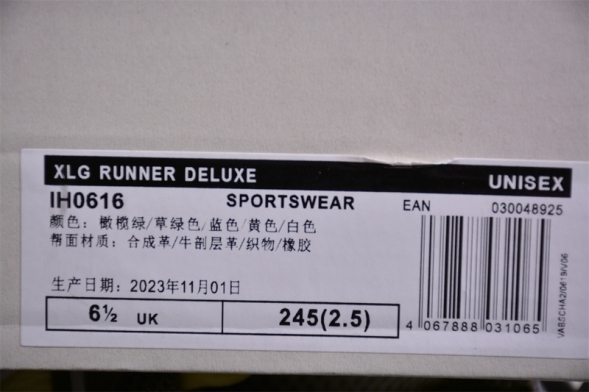 XLG RUNNER DELUXE
UNISEX
IH0616
SPORTSWEAR
EAN
030048925
颜色: 橄榄绿/草绿色/蓝色/黄色/白色
帮面材质: 合成革/牛剖层革/织物/橡胶
生产日期: 2023年11月01日
6½ UK
245(2.5)
4 067888 031065